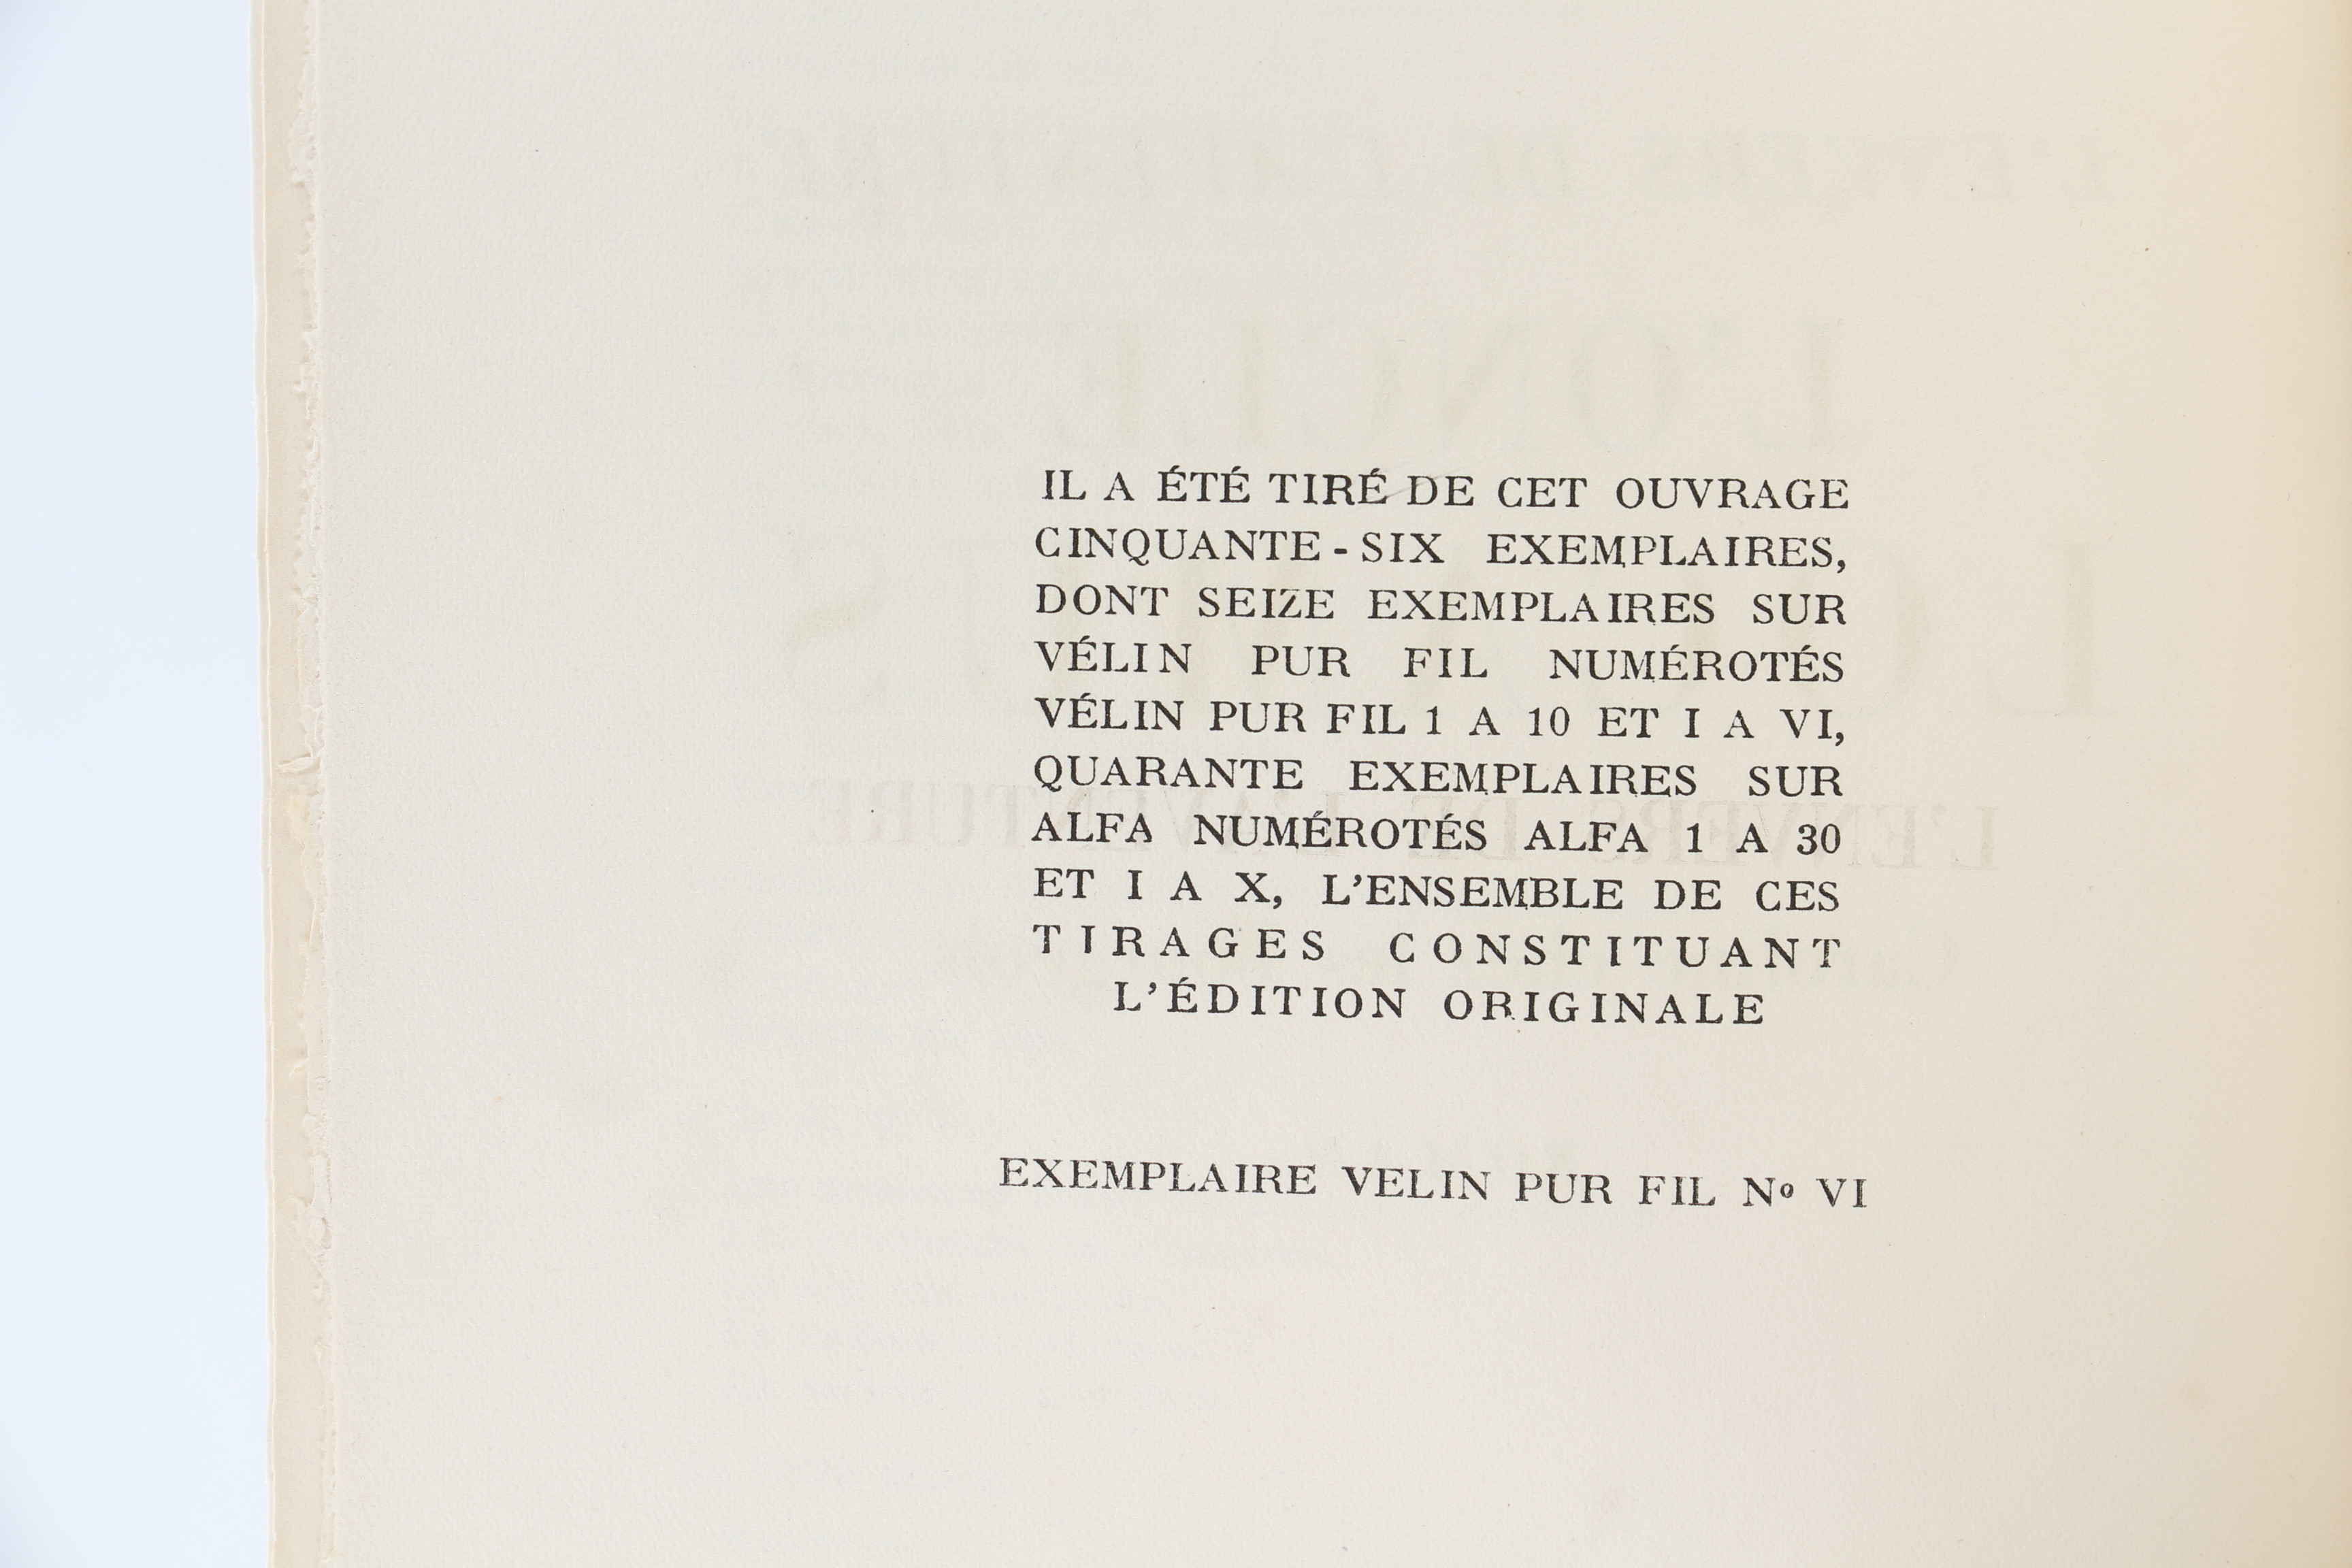 IL A ÉTÉ TIRÉ DE CET OUVRAGE
CINQUANTE-SIX EXEMPLAIRES,
DONT SEIZE EXEMPLAIRES SUR
VÉLIN PUR FIL NUMÉROTÉS
VÉLIN PUR FIL 1 A 10 ET I A VI,
QUARANTE EXEMPLAIRES SUR
ALFA NUMÉROTÉS ALFA 1 A 30
ET I A X, L'ENSEMBLE DE CES
TIRAGES CONSTITUANT
L'ÉDITION ORIGINALE
EXEMPLAIRE VELIN PUR FIL Nº VI